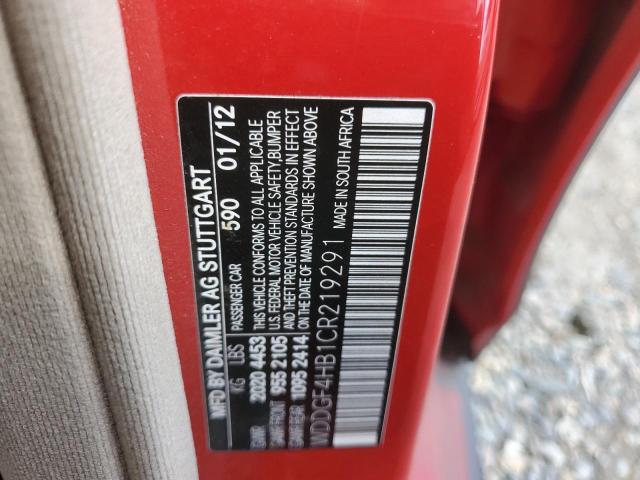 MFD BY DAIMLER AG STUTTGART
PASSENGER CAR 590 01/12
KG LBS
GVWR 2020 4453
GAWR FRONT 955 2105
GAWR REAR 1095 2414
THIS VEHICLE CONFORMS TO ALL APPLICABLE
U.S. FEDERAL MOTOR VEHICLE SAFETY, BUMPER
AND THEFT PREVENTION STANDARDS IN EFFECT
ON THE DATE OF MANUFACTURE SHOWN ABOVE
WDDGF4HB1CR219291
MADE IN SOUTH AFRICA